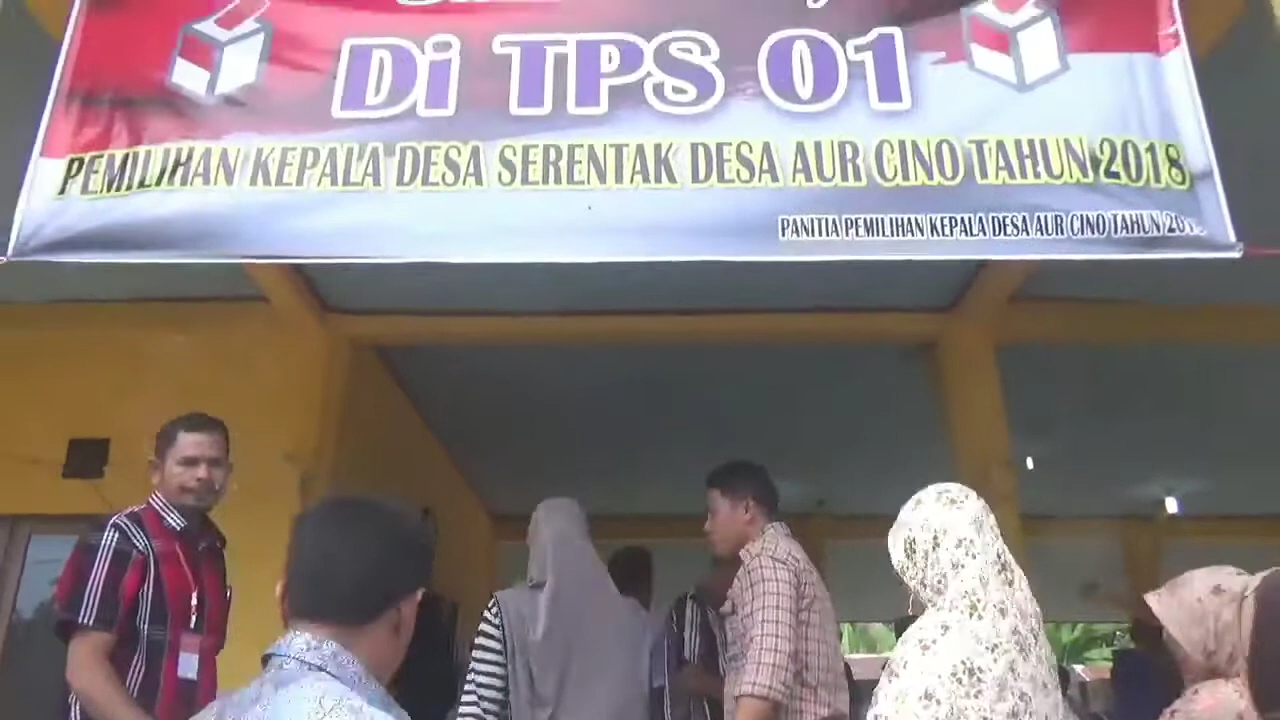 Di TPS 01
PEMILIHAN KEPALA DESA SERENTAK DESA AUR CINO TAHUN 2018
PANITIA PEMILIHAN KEPALA DESA AUR CINO TAHUN